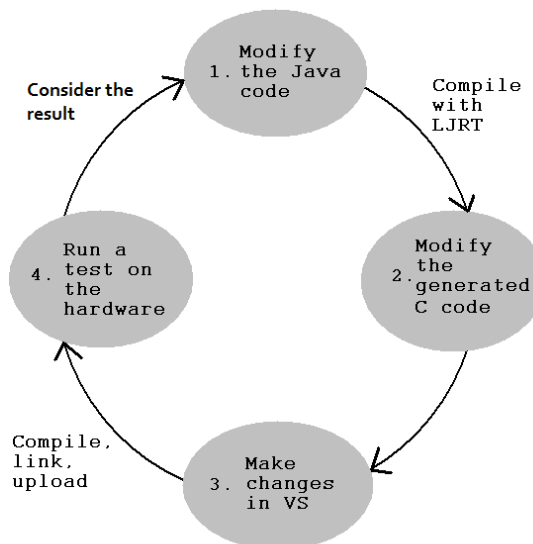 Modify
1. the Java
code
Compile
with
LJRT
Modify
the
2. generated
C code
Make
3. changes
in VS
Compile,
link,
upload
Run a
4. test on
the
hardware
Consider the
result